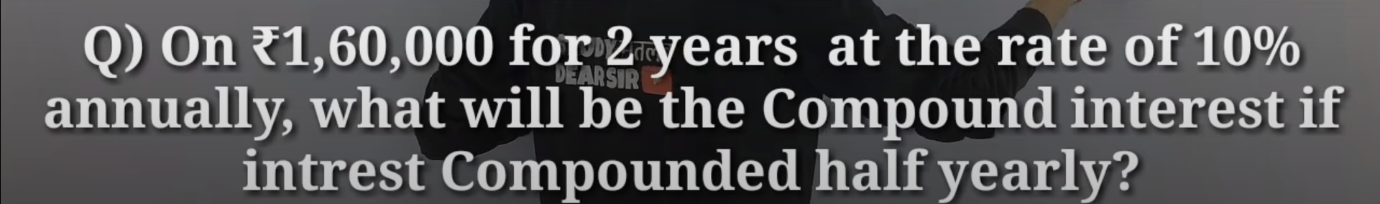 Q) On ₹1,60,000 for 2 years at the rate of 10%
DEARSIR
annually, what will be the Compound interest if
intrest Compounded half yearly?